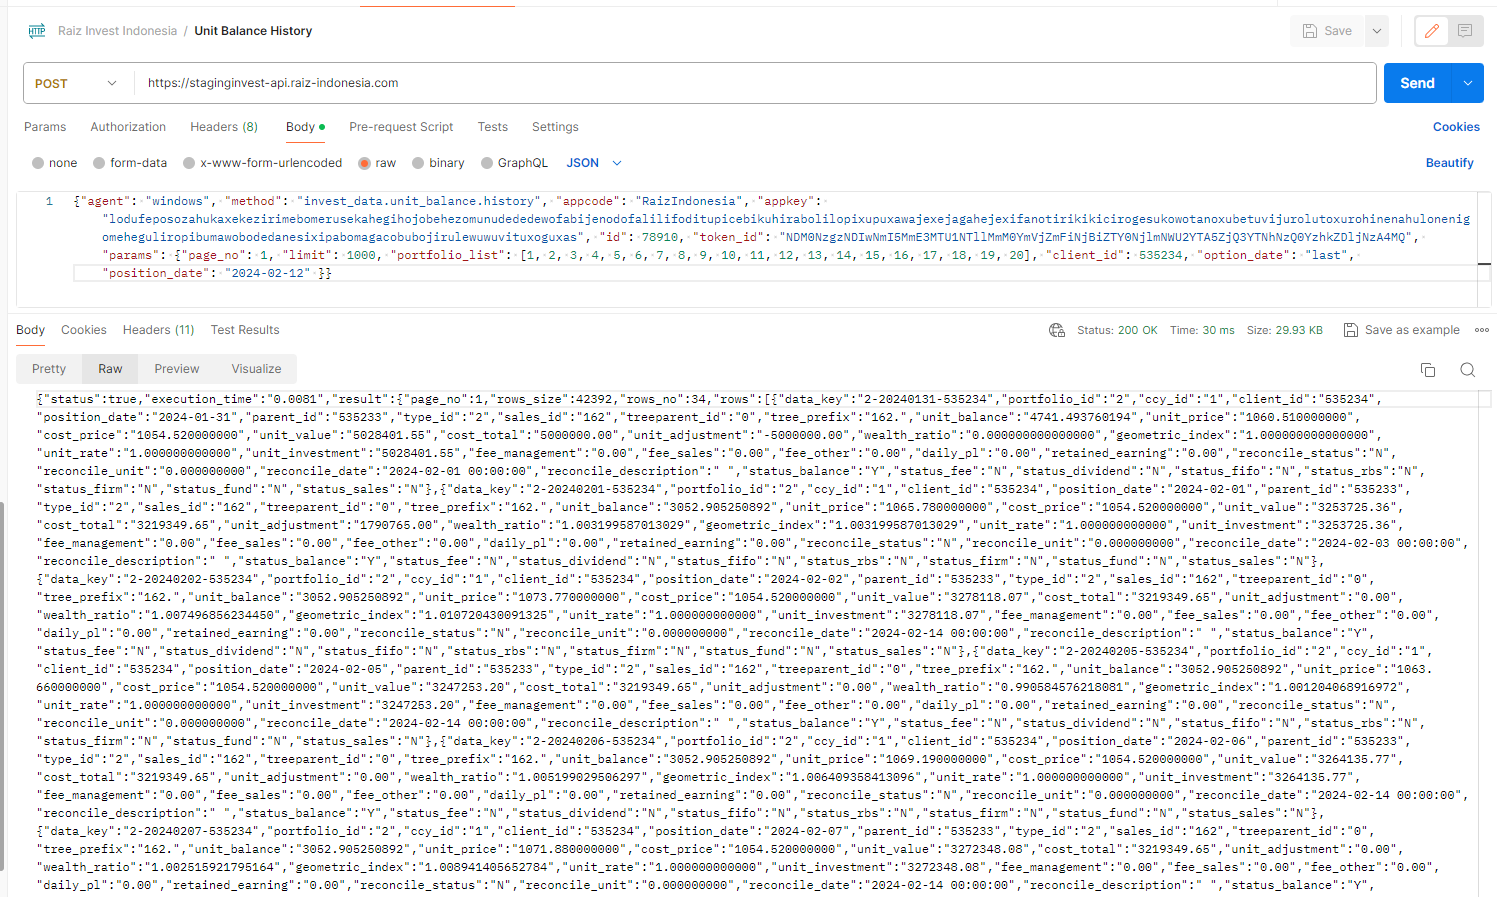 HTTP Raiz Invest Indonesia / Unit Balance History Save
POST https://staginginvest-api.raiz-indonesia.com Send
Params Authorization Headers (8) Body Pre-request Script Tests Settings Cookies
none form-data x-www-form-urlencoded raw binary GraphQL JSON Beautify
1 {"agent": "windows", "method": "invest_data.unit_balance.history", "appcode": "RaizIndonesia", "appkey":
"lodufeposozahukaxekezirimebomerusekahegihojobehezomunudededewofabijenodofalilifoditupicebikuhirabolilopixupuxawajexejagahejexifanotirikikicirogesukowotanoxubetuvijurolutoxurohinenahulonenig
omeheguliropibumawobodedanesixipabomagacobubojirulewuwuvituxoguxas", "id": 78910, "token_id": "NDM0NzgzNDIwNmI5MmE3MTU1NTllMmM0YmVjZmFiNjBiZTY0NjlmNWU2YTA5ZjQ3YTNhNzQ0YzhkZDljNzA4MQ",
"params": {"page_no": 1, "limit": 1000, "portfolio_list": [1, 2, 3, 4, 5, 6, 7, 8, 9, 10, 11, 12, 13, 14, 15, 16, 17, 18, 19, 20], "client_id": 535234, "option_date": "last",
"position_date": "2024-02-12" }}
Body Cookies Headers (11) Test Results Status: 200 OK Time: 30 ms Size: 29.93 KB Save as example
Pretty Raw Preview Visualize
{"status":true,"execution_time":"0.0081","result":{"page_no":1,"rows_size":42392,"rows_no":34,"rows":[{"data_key":"2-20240131-535234","portfolio_id":"2","ccy_id":"1","client_id":"535234",
"position_date":"2024-01-31","parent_id":"535233","type_id":"2","sales_id":"162","treeparent_id":"0","tree_prefix":"162.","unit_balance":"4741.493760194","unit_price":"1060.510000000",
"cost_price":"1054.520000000","unit_value":"5028401.55","cost_total":"5000000.00","unit_adjustment":"-5000000.00","wealth_ratio":"0.000000000000000","geometric_index":"1.000000000000000",
"unit_rate":"1.000000000000","unit_investment":"5028401.55","fee_management":"0.00","fee_sales":"0.00","fee_other":"0.00","daily_pl":"0.00","retained_earning":"0.00","reconcile_status":"N",
"reconcile_unit":"0.000000000","reconcile_date":"2024-02-01 00:00:00","reconcile_description":" ","status_balance":"Y","status_fee":"N","status_dividend":"N","status_fifo":"N","status_rbs":"N",
"status_firm":"N","status_fund":"N","status_sales":"N"},{"data_key":"2-20240201-535234","portfolio_id":"2","ccy_id":"1","client_id":"535234","position_date":"2024-02-01","parent_id":"535233",
"type_id":"2","sales_id":"162","treeparent_id":"0","tree_prefix":"162.","unit_balance":"3052.905250892","unit_price":"1065.780000000","cost_price":"1054.520000000","unit_value":"3253725.36",
"cost_total":"3219349.65","unit_adjustment":"1790765.00","wealth_ratio":"1.003199587013029","geometric_index":"1.003199587013029","unit_rate":"1.000000000000","unit_investment":"3253725.36",
"fee_management":"0.00","fee_sales":"0.00","fee_other":"0.00","daily_pl":"0.00","retained_earning":"0.00","reconcile_status":"N","reconcile_unit":"0.000000000","reconcile_date":"2024-02-03 00:00:00",
"reconcile_description":" ","status_balance":"Y","status_fee":"N","status_dividend":"N","status_fifo":"N","status_rbs":"N","status_firm":"N","status_fund":"N","status_sales":"N"},
{"data_key":"2-20240202-535234","portfolio_id":"2","ccy_id":"1","client_id":"535234","position_date":"2024-02-02","parent_id":"535233","type_id":"2","sales_id":"162","treeparent_id":"0",
"tree_prefix":"162.","unit_balance":"3052.905250892","unit_price":"1073.770000000","cost_price":"1054.520000000","unit_value":"3278118.07","cost_total":"3219349.65","unit_adjustment":"0.00",
"wealth_ratio":"1.007496856234450","geometric_index":"1.010720430091325","unit_rate":"1.000000000000","unit_investment":"3278118.07","fee_management":"0.00","fee_sales":"0.00","fee_other":"0.00",
"daily_pl":"0.00","retained_earning":"0.00","reconcile_status":"N","reconcile_unit":"0.000000000","reconcile_date":"2024-02-14 00:00:00","reconcile_description":" ","status_balance":"Y",
"status_fee":"N","status_dividend":"N","status_fifo":"N","status_rbs":"N","status_firm":"N","status_fund":"N","status_sales":"N"},{"data_key":"2-20240205-535234","portfolio_id":"2","ccy_id":"1",
"client_id":"535234","position_date":"2024-02-05","parent_id":"535233","type_id":"2","sales_id":"162","treeparent_id":"0","tree_prefix":"162.","unit_balance":"3052.905250892","unit_price":"1063.
660000000","cost_price":"1054.520000000","unit_value":"3247253.20","cost_total":"3219349.65","unit_adjustment":"0.00","wealth_ratio":"0.990584576218081","geometric_index":"1.001204068916972",
"unit_rate":"1.000000000000","unit_investment":"3247253.20","fee_management":"0.00","fee_sales":"0.00","fee_other":"0.00","daily_pl":"0.00","retained_earning":"0.00","reconcile_status":"N",
"reconcile_unit":"0.000000000","reconcile_date":"2024-02-14 00:00:00","reconcile_description":" ","status_balance":"Y","status_fee":"N","status_dividend":"N","status_fifo":"N","status_rbs":"N",
"status_firm":"N","status_fund":"N","status_sales":"N"},{"data_key":"2-20240206-535234","portfolio_id":"2","ccy_id":"1","client_id":"535234","position_date":"2024-02-06","parent_id":"535233",
"type_id":"2","sales_id":"162","treeparent_id":"0","tree_prefix":"162.","unit_balance":"3052.905250892","unit_price":"1069.190000000","cost_price":"1054.520000000","unit_value":"3264135.77",
"cost_total":"3219349.65","unit_adjustment":"0.00","wealth_ratio":"1.005199029506297","geometric_index":"1.006409358413096","unit_rate":"1.000000000000","unit_investment":"3264135.77",
"fee_management":"0.00","fee_sales":"0.00","fee_other":"0.00","daily_pl":"0.00","retained_earning":"0.00","reconcile_status":"N","reconcile_unit":"0.000000000","reconcile_date":"2024-02-14 00:00:00",
"reconcile_description":" ","status_balance":"Y","status_fee":"N","status_dividend":"N","status_fifo":"N","status_rbs":"N","status_firm":"N","status_fund":"N","status_sales":"N"},
{"data_key":"2-20240207-535234","portfolio_id":"2","ccy_id":"1","client_id":"535234","position_date":"2024-02-07","parent_id":"535233","type_id":"2","sales_id":"162","treeparent_id":"0",
"tree_prefix":"162.","unit_balance":"3052.905250892","unit_price":"1071.880000000","cost_price":"1054.520000000","unit_value":"3272348.08","cost_total":"3219349.65","unit_adjustment":"0.00",
"wealth_ratio":"1.002515921795164","geometric_index":"1.008941405652784","unit_rate":"1.000000000000","unit_investment":"3272348.08","fee_management":"0.00","fee_sales":"0.00","fee_other":"0.00",
"daily_pl":"0.00","retained_earning":"0.00","reconcile_status":"N","reconcile_unit":"0.000000000","reconcile_date":"2024-02-14 00:00:00","reconcile_description":" ","status_balance":"Y",